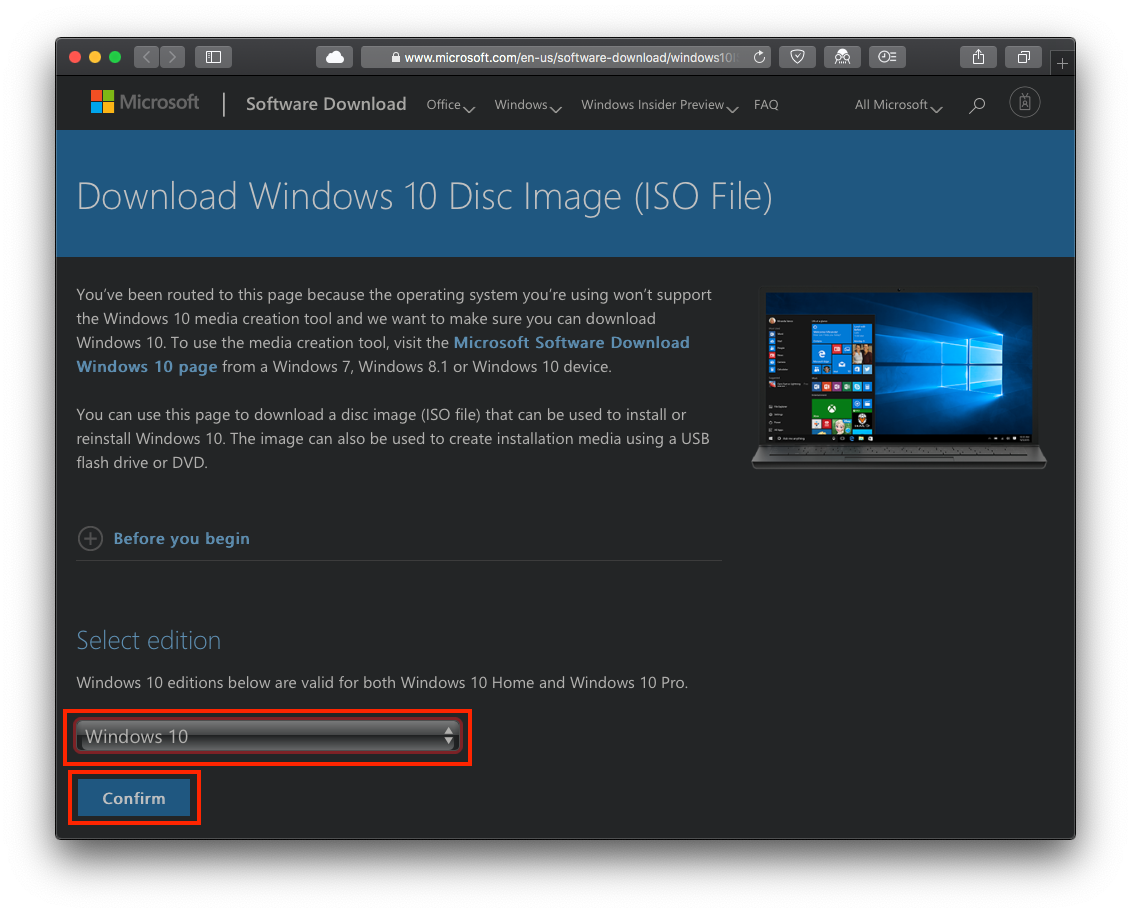 www.microsoft.com/en-us/software-download/windows10
Microsoft
Software Download
Office
Windows
Windows Insider Preview
FAQ
All Microsoft
Download Windows 10 Disc Image (ISO File)
You've been routed to this page because the operating system you're using won't support
the Windows 10 media creation tool and we want to make sure you can download
Windows 10. To use the media creation tool, visit the Microsoft Software Download
Windows 10 page from a Windows 7, Windows 8.1 or Windows 10 device.
You can use this page to download a disc image (ISO file) that can be used to install or
reinstall Windows 10. The image can also be used to create installation media using a USB
flash drive or DVD.
Before you begin
Select edition
Windows 10 editions below are valid for both Windows 10 Home and Windows 10 Pro.
Windows 10
Confirm